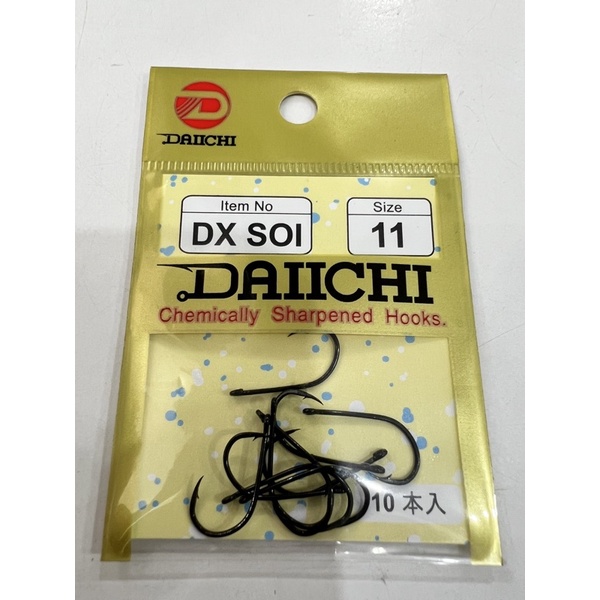 DAIICHI
Item No
DX SOI
Size
11
DAIICHI
Chemically Sharpened Hooks.
10 本入